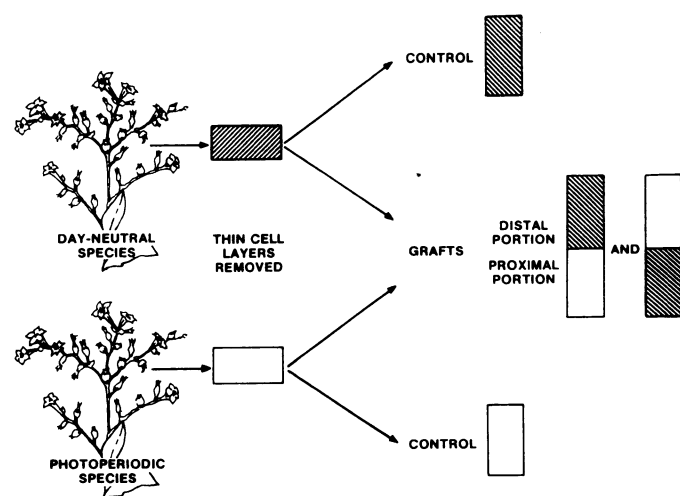 CONTROL
DAY-NEUTRAL
SPECIES
THIN CELL
LAYERS
REMOVED
GRAFTS
DISTAL
PORTION
PROXIMAL
PORTION
AND
PHOTOPERIODIC
SPECIES
CONTROL